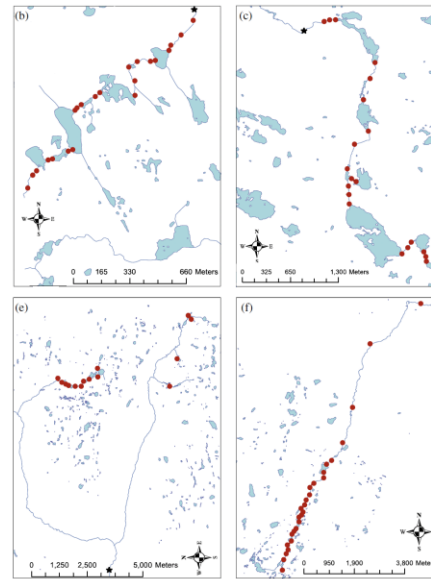 (b)
N
W E
S
0 165 330 660 Meters
(c)
N
W E
S
0 325 650 1,300 Meters
(e)
0 1,250 2,500 5,000 Meters
(f)
N
W E
S
0 950 1,900 3,800 Meters